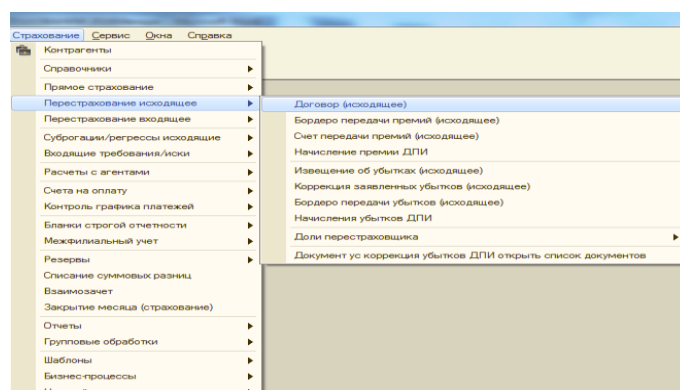 Страхование Сервис Окна Справка
Контрагенты
Справочники
Прямое страхование
Перестрахование исходящее
Перестрахование входящее
Суброгации/регрессы исходящие
Входящие требования/иски
Расчеты с агентами
Счета на оплату
Контроль графика платежей
Бланки строгой отчетности
Межфилиальный учет
Резервы
Списание суммовых разниц
Взаимозачет
Закрытие месяца (страхование)
Отчеты
Групповые обработки
Шаблоны
Бизнес-процессы
Договор (исходящее)
Бордеро передачи премий (исходящее)
Счет передачи премий (исходящее)
Начисление премии ДПИ
Извещение об убытках (исходящее)
Коррекция заявленных убытков (исходящее)
Бордеро передачи убытков (исходящее)
Начисления убытков ДПИ
Доли перестраховщика
Документ ус коррекция убытков ДПИ открыть список документов